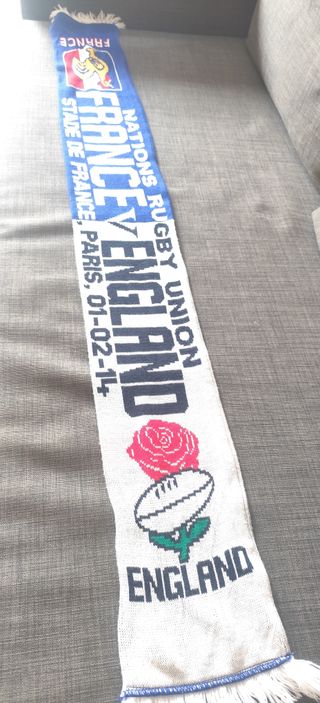 FRANCE
NATIONS RUGBY UNION
FRANCE V ENGLAND
STADE DE FRANCE, PARIS. 01-02-14
ENGLAND